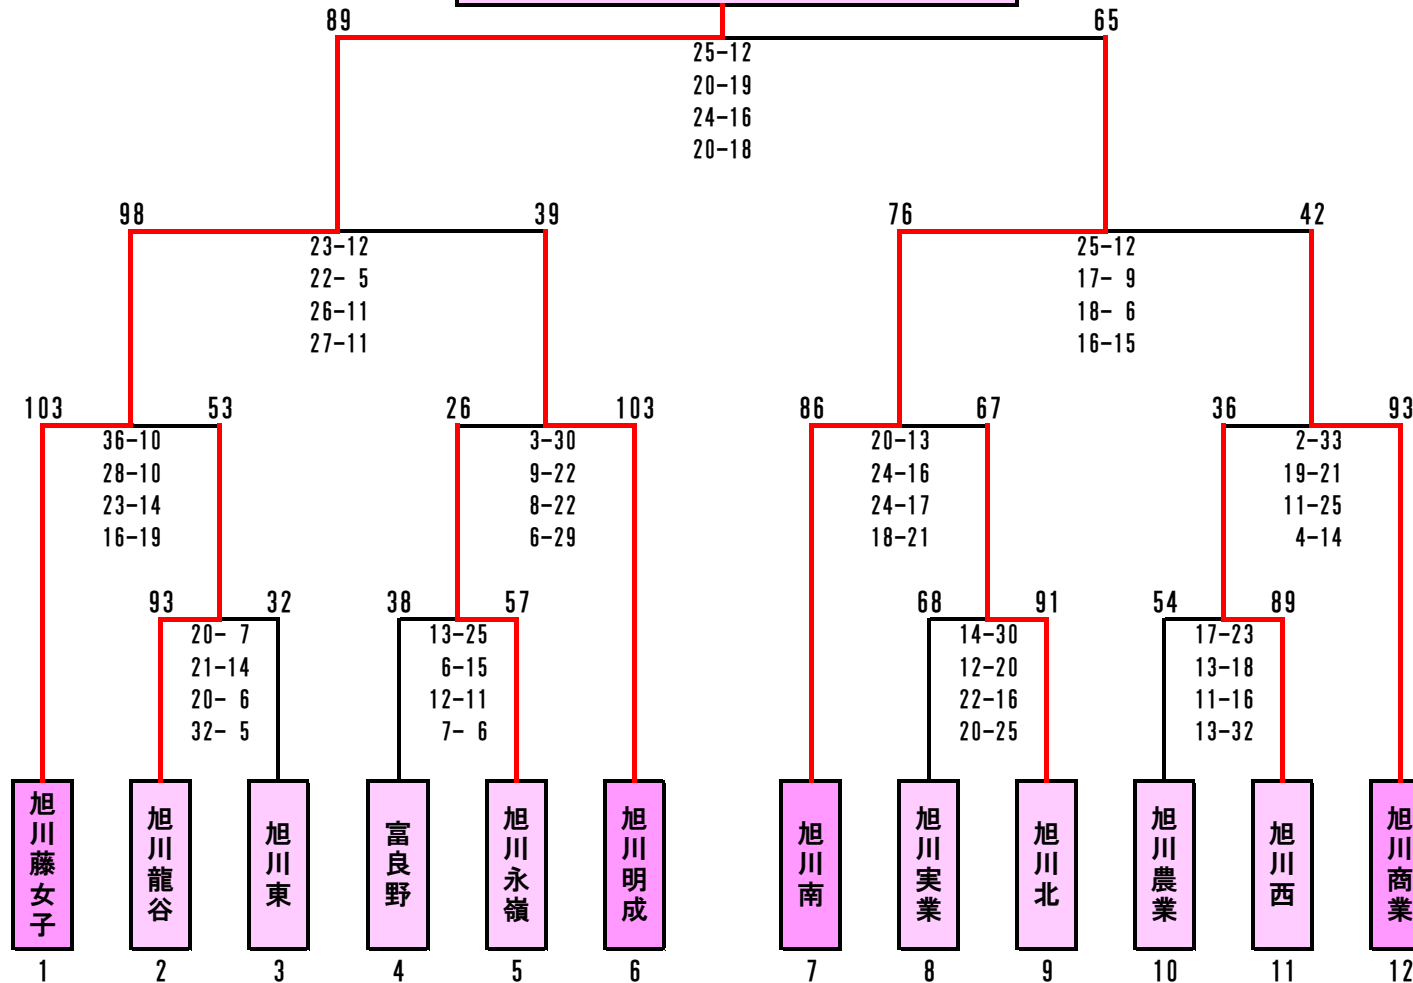 89 65
25-12
20-19
24-16
20-18
98 39 76 42
23-12 25-12
22- 5 17- 9
26-11 18- 6
27-11 16-15
103 53 26 103 86 67 36 93
36-10 3-30 20-13 2-33
28-10 9-22 24-16 19-21
23-14 8-22 24-17 11-25
16-19 6-29 18-21 4-14
93 32 38 57 68 91 54 89
20- 7 13-25 14-30 17-23
21-14 6-15 12-20 13-18
20- 6 12-11 22-16 11-16
32- 5 7- 6 20-25 13-32
旭川藤女子
旭川龍谷
旭川東
富良野
旭川永嶺
旭川明成
旭川南
旭川実業
旭川北
旭川農業
旭川西
旭川商業
1 2 3 4 5 6 7 8 9 10 11 12